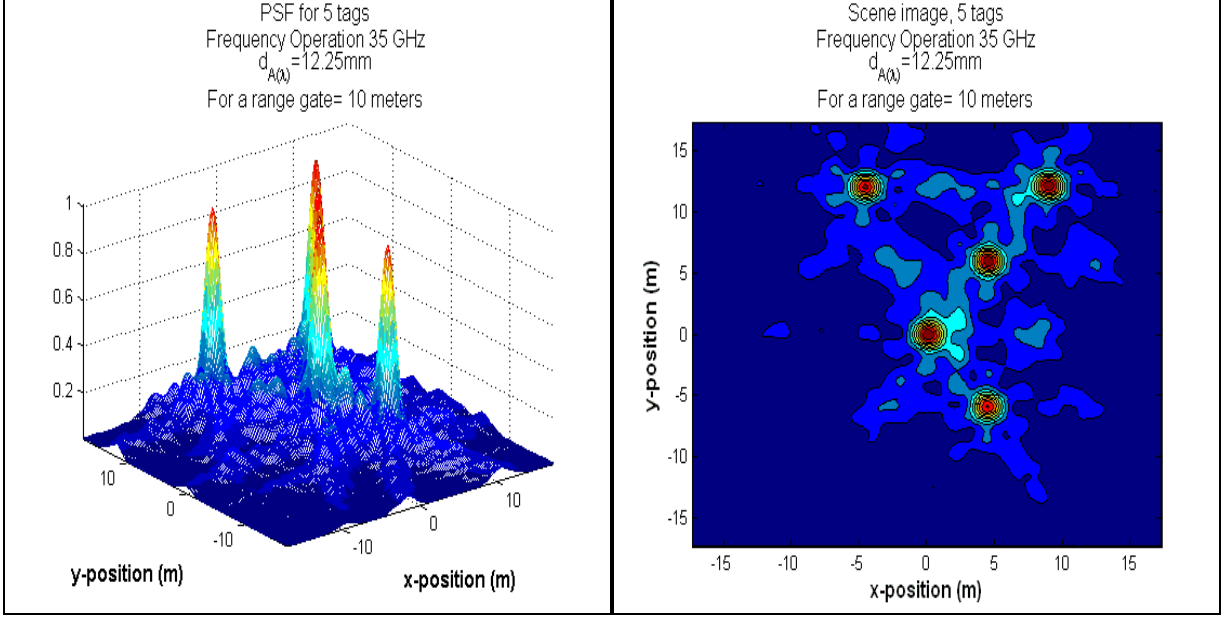 PSF for 5 tags
Frequency Operation 35 GHz
d_A(λ)=12.25mm
For a range gate= 10 meters
1
0.8
0.6
0.4
0.2
10
0
-10
-10
0
10
y-position (m)
x-position (m)
Scene image, 5 tags
Frequency Operation 35 GHz
d_A(λ)=12.25mm
For a range gate= 10 meters
15
10
5
0
-5
-10
-15
-15
-10
-5
0
5
10
15
y-position (m)
x-position (m)